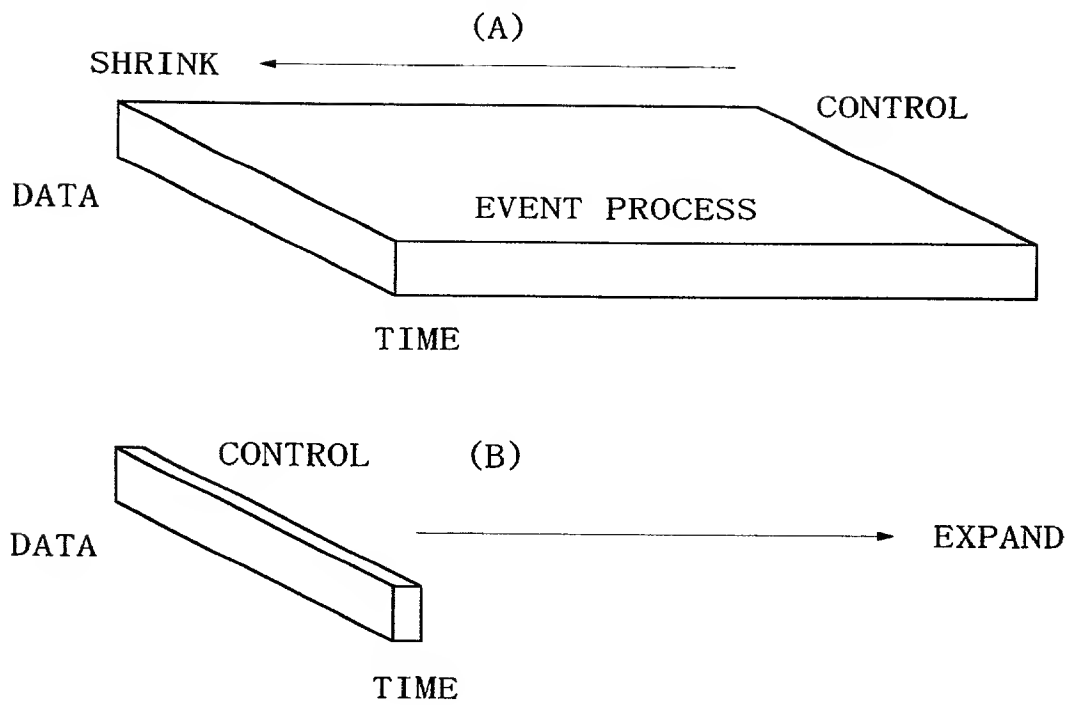 (A)
SHRINK
CONTROL
DATA
EVENT PROCESS
TIME
CONTROL
(B)
DATA
EXPAND
TIME